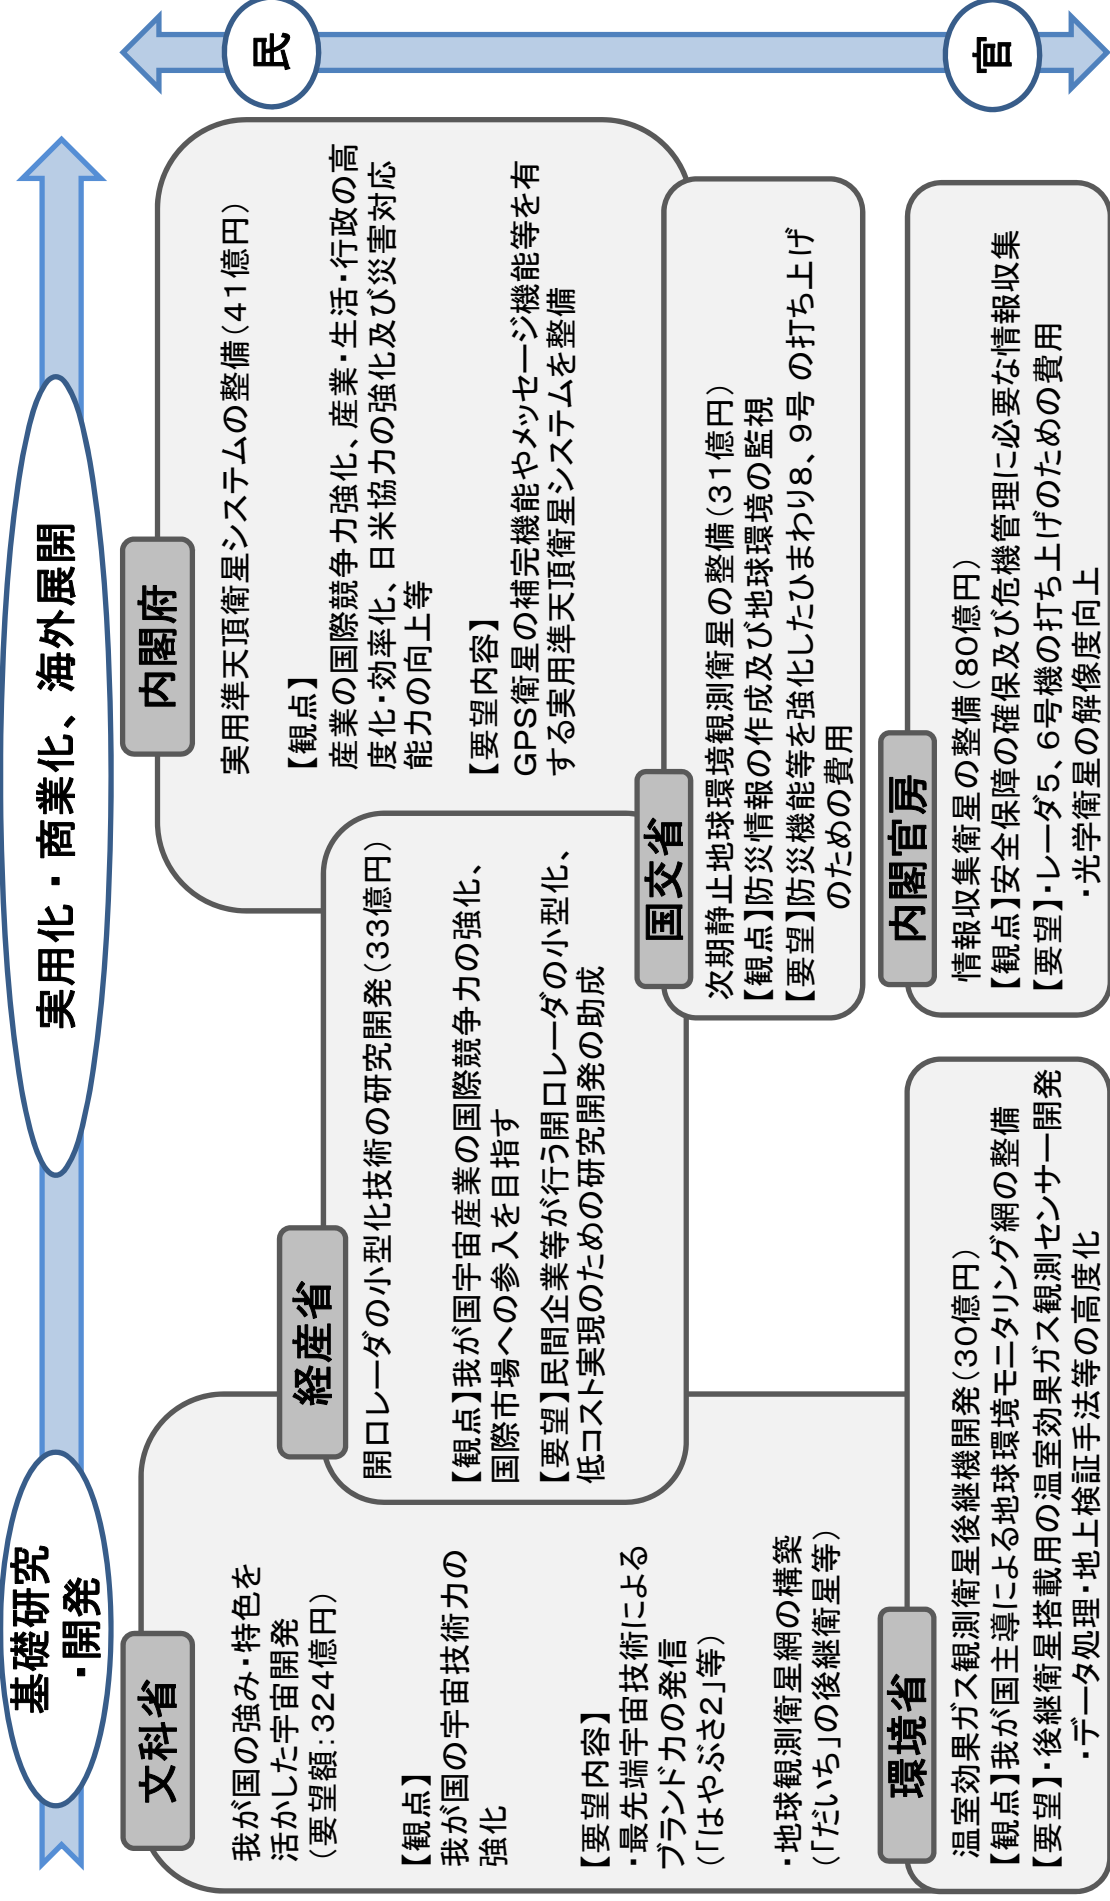 基礎研究
・開発
実用化・商業化、海外展開
民
官
文科省
我が国の強み・特色を
活かした宇宙開発
（要望額：３２４億円）
【観点】
我が国の宇宙技術力の
強化
【要望内容】
・最先端宇宙技術による
ブランド力の発信
（「はやぶさ２」等）
・地球観測衛星網の構築
（「だいち」の後継衛星等）
経産省
開口レーダの小型化技術の研究開発（３３億円）
【観点】我が国宇宙産業の国際競争力の強化、
国際市場への参入を目指す
【要望】民間企業等が行う開口レーダの小型化、
低コスト実現のための研究開発の助成
内閣府
実用準天頂衛星システムの整備（４１億円）
【観点】
産業の国際競争力強化、産業・生活・行政の高
度化・効率化、日米協力の強化及び災害対応
能力の向上等
【要望内容】
ＧＰＳ衛星の補完機能やメッセージ機能等を有
する実用準天頂衛星システムを整備
国交省
次期静止地球環境観測衛星の整備（３１億円）
【観点】防災情報の作成及び地球環境の監視
【要望】防災機能等を強化したひまわり８、９号 の打ち上げ
のための費用
環境省
温室効果ガス観測衛星後継機開発（３０億円）
【観点】我が国主導による地球環境モニタリング網の整備
【要望】・後継衛星搭載用の温室効果ガス観測センサー開発
・データ処理・地上検証手法等の高度化
内閣官房
情報収集衛星の整備（８０億円）
【観点】安全保障の確保及び危機管理に必要な情報収集
【要望】・レーダ５、６号機の打ち上げのための費用
・光学衛星の解像度向上